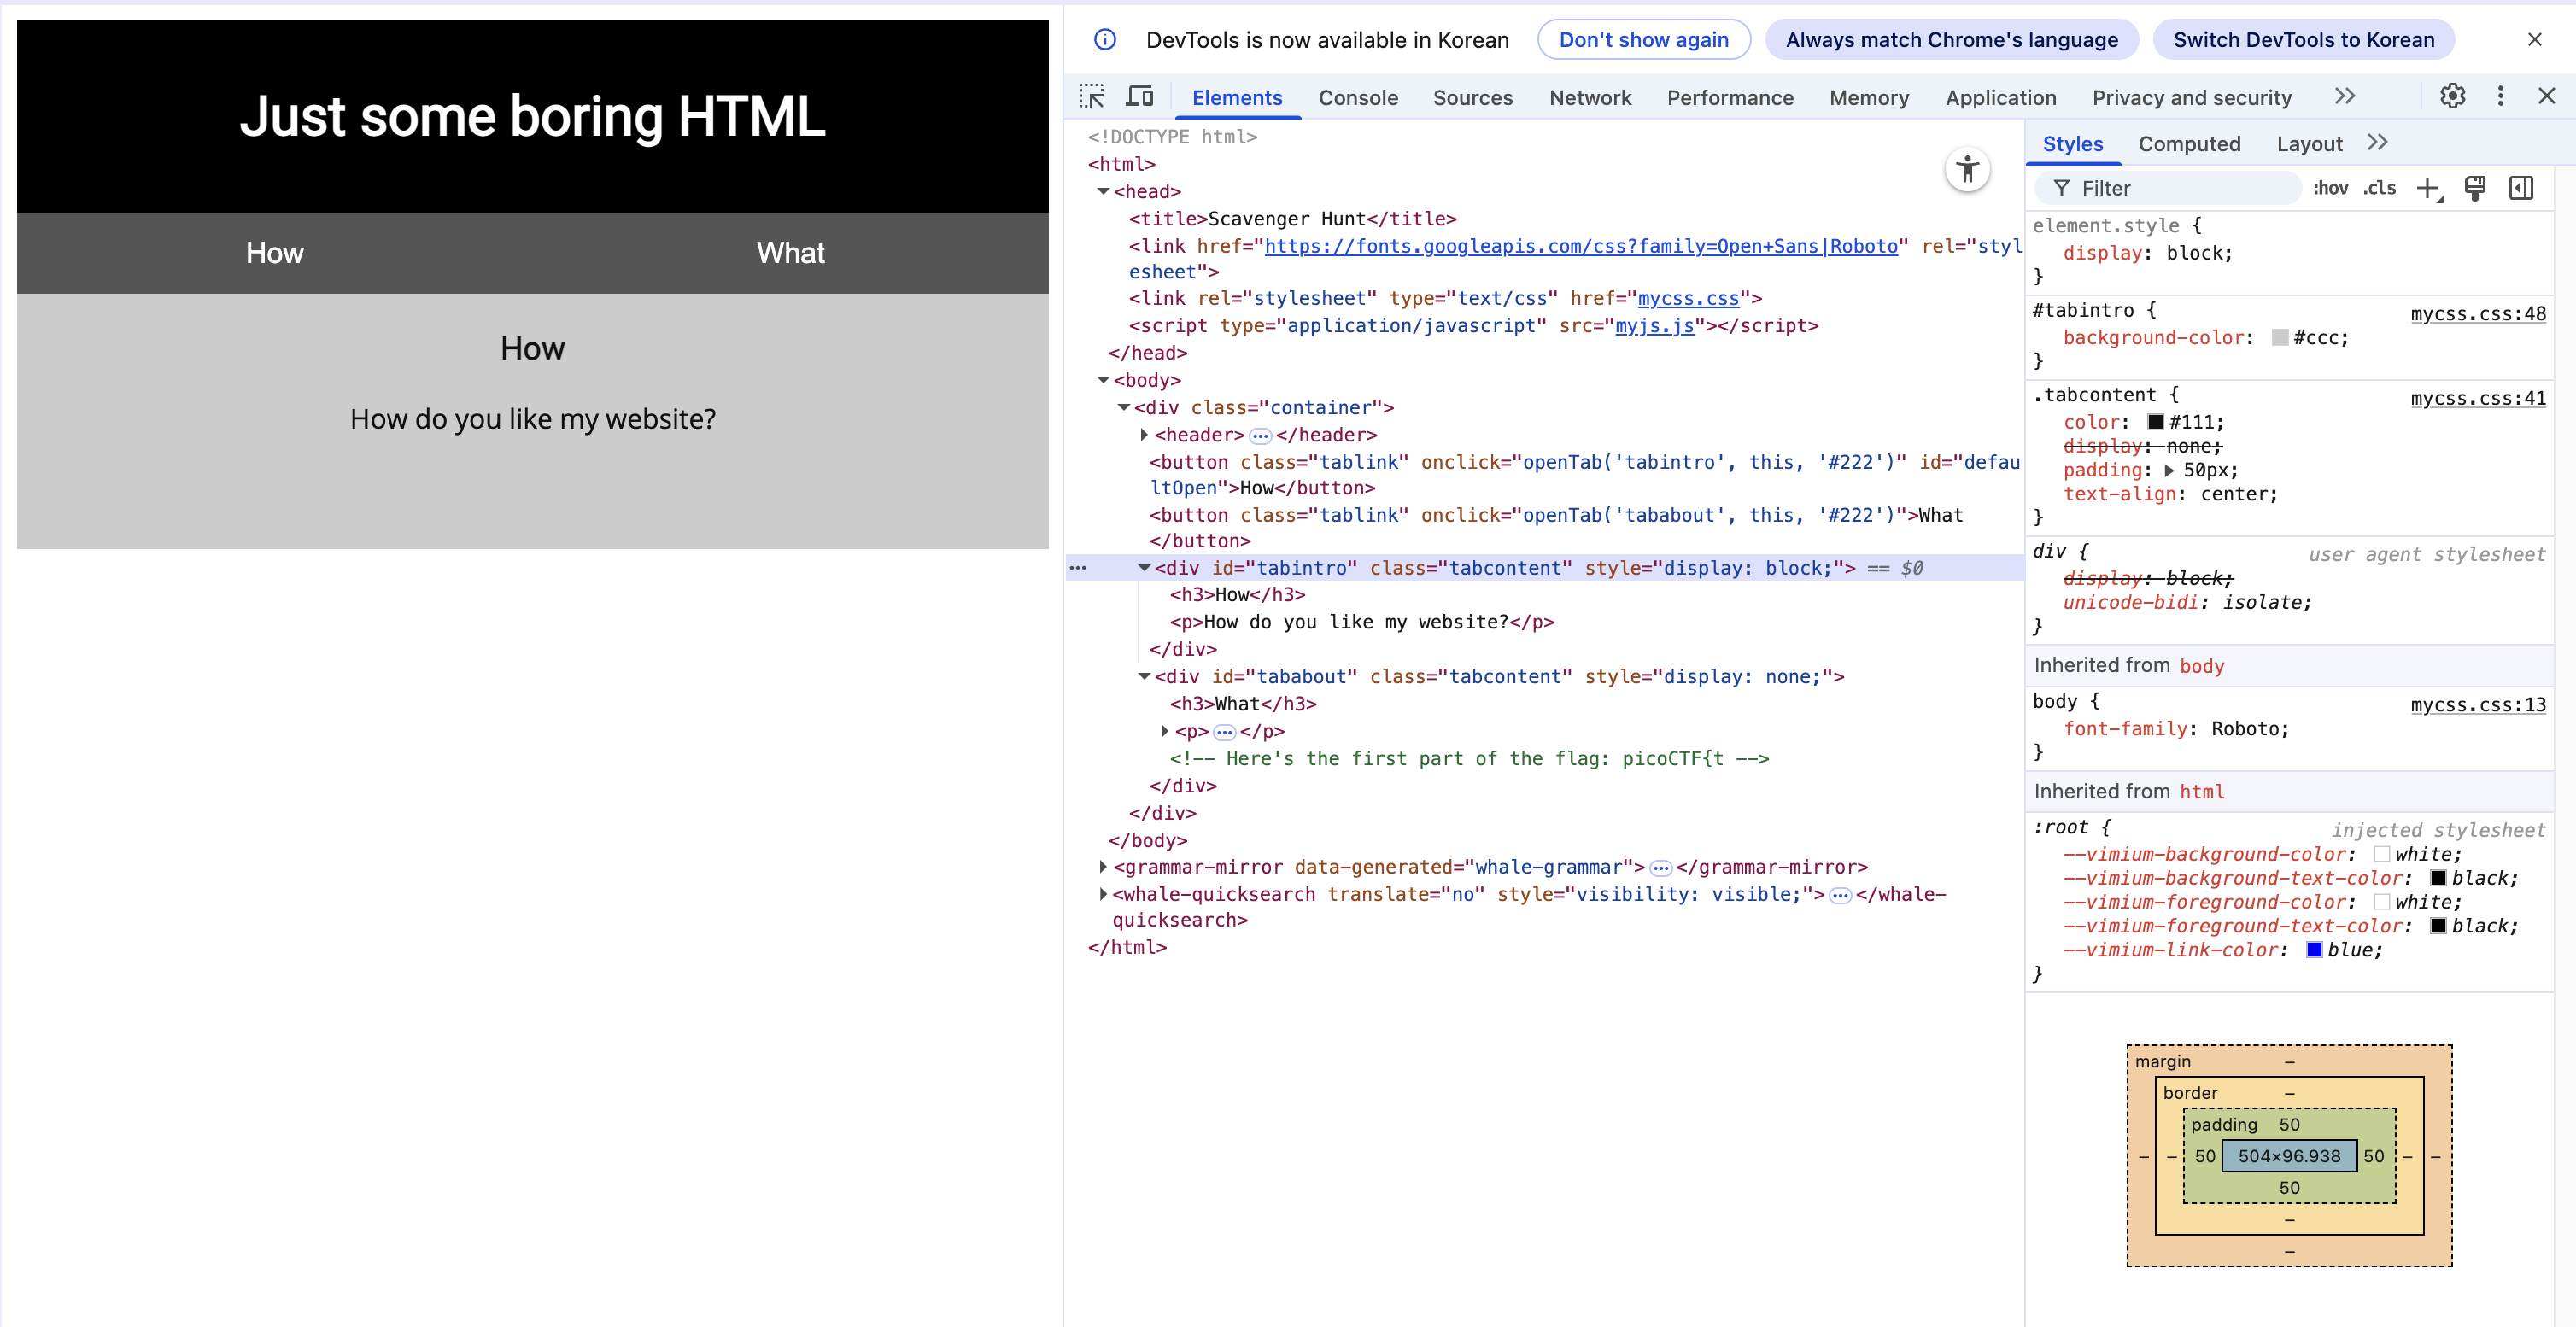 Just some boring HTML
How What
How
How do you like my website?
DevTools is now available in Korean Don't show again Always match Chrome's language Switch DevTools to Korean
Elements Console Sources Network Performance Memory Application Privacy and security
<!DOCTYPE html>
<html>
<head>
<title>Scavenger Hunt</title>
<link href="https://fonts.googleapis.com/css?family=Open+Sans|Roboto" rel="styl
esheet">
<link rel="stylesheet" type="text/css" href="mycss.css">
<script type="application/javascript" src="myjs.js"></script>
</head>
<body>
<div class="container">
<header>…</header>
<button class="tablink" onclick="openTab('tabintro', this, '#222')" id="defau
ltOpen">How</button>
<button class="tablink" onclick="openTab('tababout', this, '#222')">What
</button>
<div id="tabintro" class="tabcontent" style="display: block;"> == $0
<h3>How</h3>
<p>How do you like my website?</p>
</div>
<div id="tababout" class="tabcontent" style="display: none;">
<h3>What</h3>
<p>…</p>
<!-- Here's the first part of the flag: picoCTF{t -->
</div>
</div>
</body>
<grammar-mirror data-generated="whale-grammar">…</grammar-mirror>
<whale-quicksearch translate="no" style="visibility: visible;">…</whale-
quicksearch>
</html>
Styles Computed Layout
Filter :hov .cls
element.style {
display: block;
}
#tabintro { mycss.css:48
background-color: #ccc;
}
.tabcontent { mycss.css:41
color: #111;
display: none;
padding: 50px;
text-align: center;
}
div { user agent stylesheet
display: block;
unicode-bidi: isolate;
}
Inherited from body
body { mycss.css:13
font-family: Roboto;
}
Inherited from html
:root { injected stylesheet
--vimium-background-color: white;
--vimium-background-text-color: black;
--vimium-foreground-color: white;
--vimium-foreground-text-color: black;
--vimium-link-color: blue;
}
margin –
border –
padding 50
– – 50 504×96.938 50 – –
50
–
–